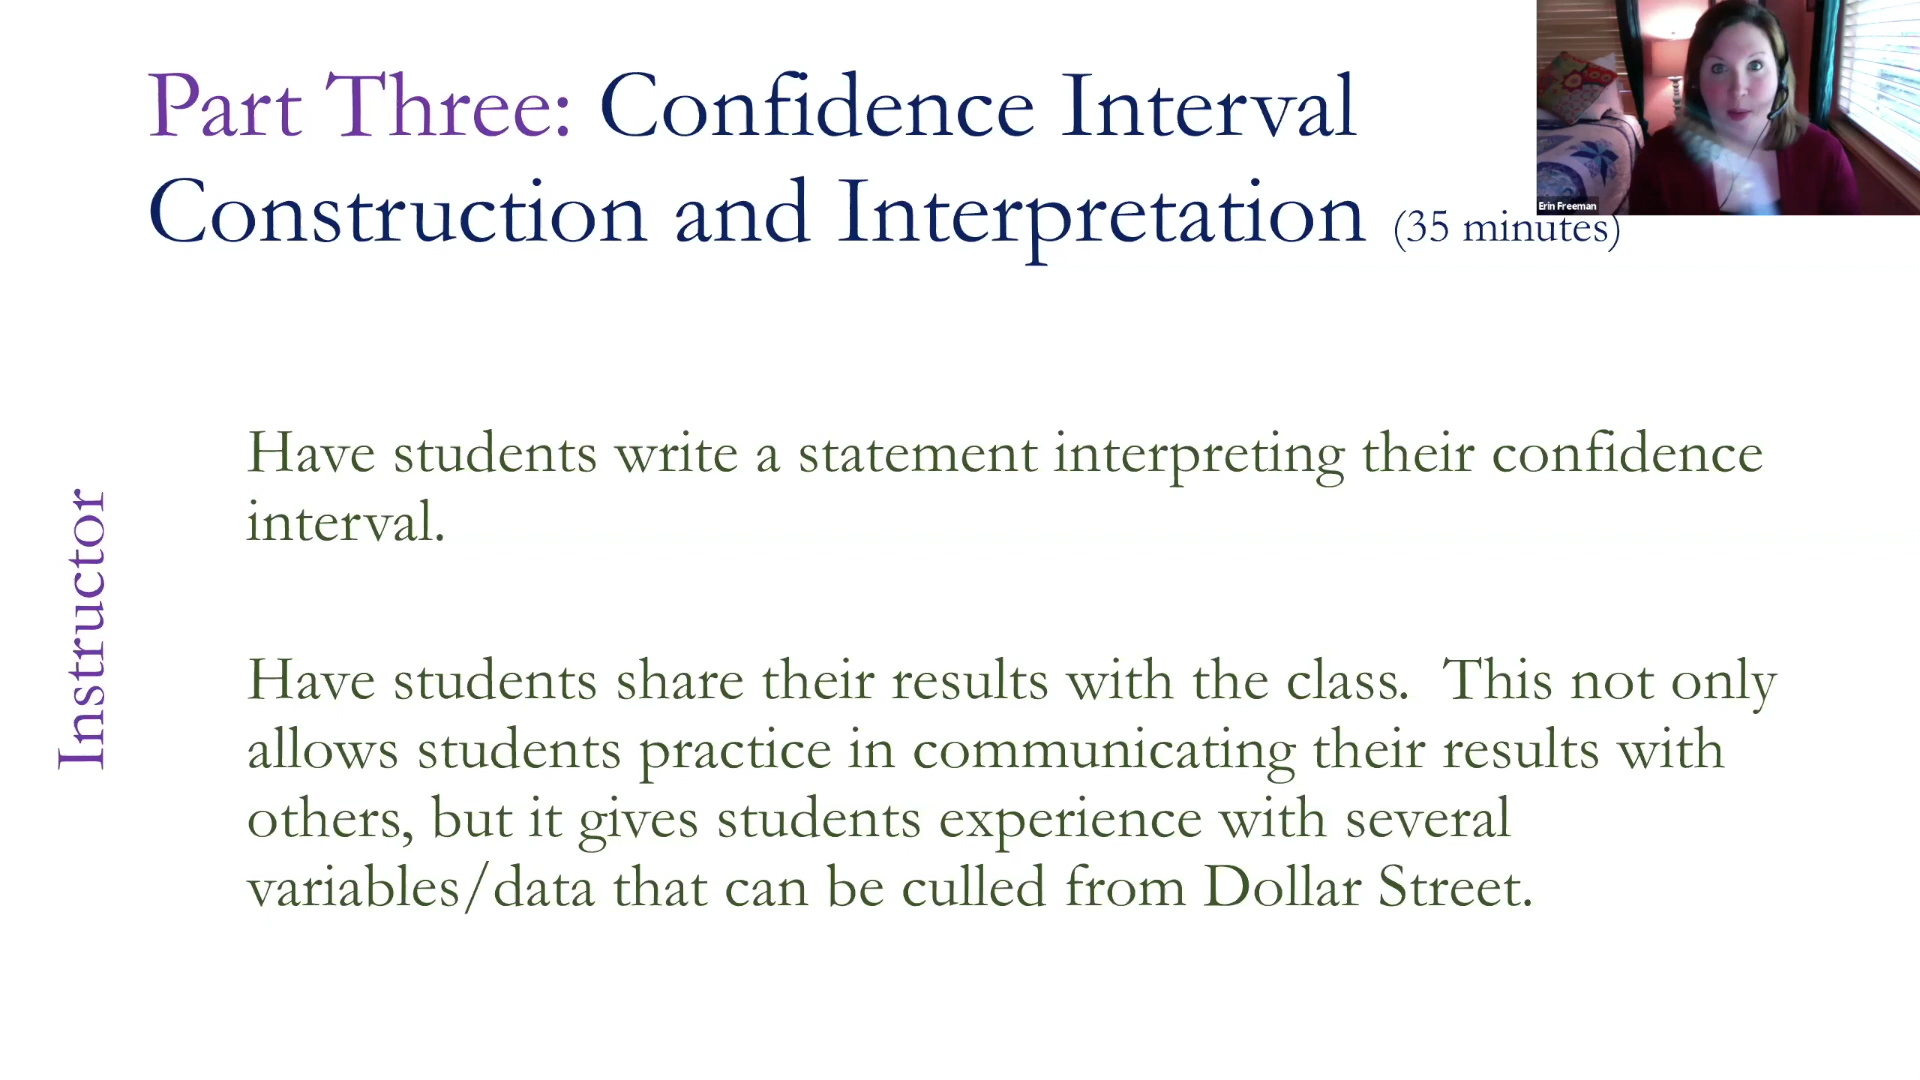 Part Three: Confidence Interval
Construction and Interpretation (35 minutes)
Erin Freeman
Instructor
Have students write a statement interpreting their confidence
interval.
Have students share their results with the class.  This not only
allows students practice in communicating their results with
others, but it gives students experience with several
variables/data that can be culled from Dollar Street.